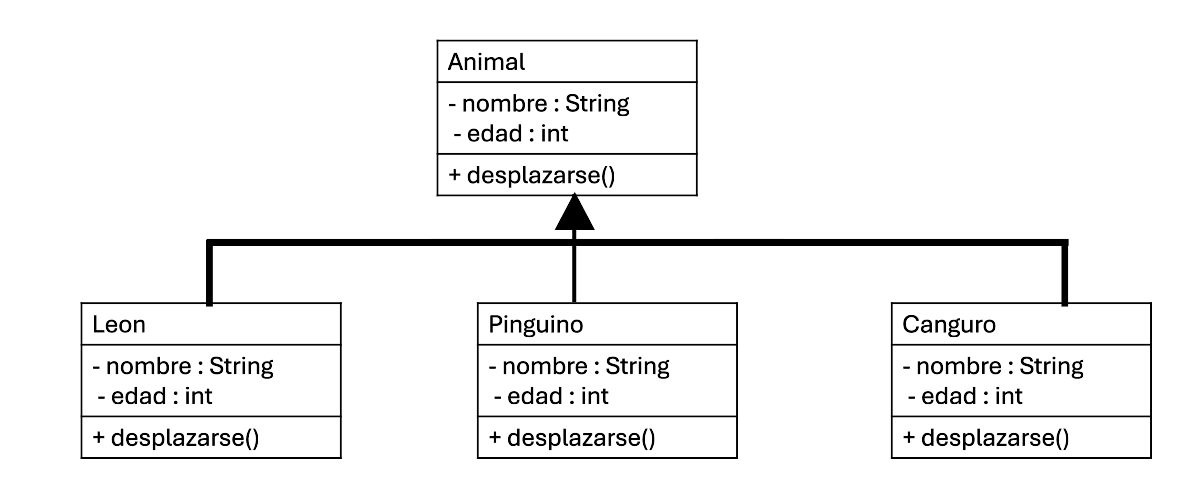 Animal
- nombre : String
- edad : int
+ desplazarse()
Leon
- nombre : String
- edad : int
+ desplazarse()
Pinguino
- nombre : String
- edad : int
+ desplazarse()
Canguro
- nombre : String
- edad : int
+ desplazarse()